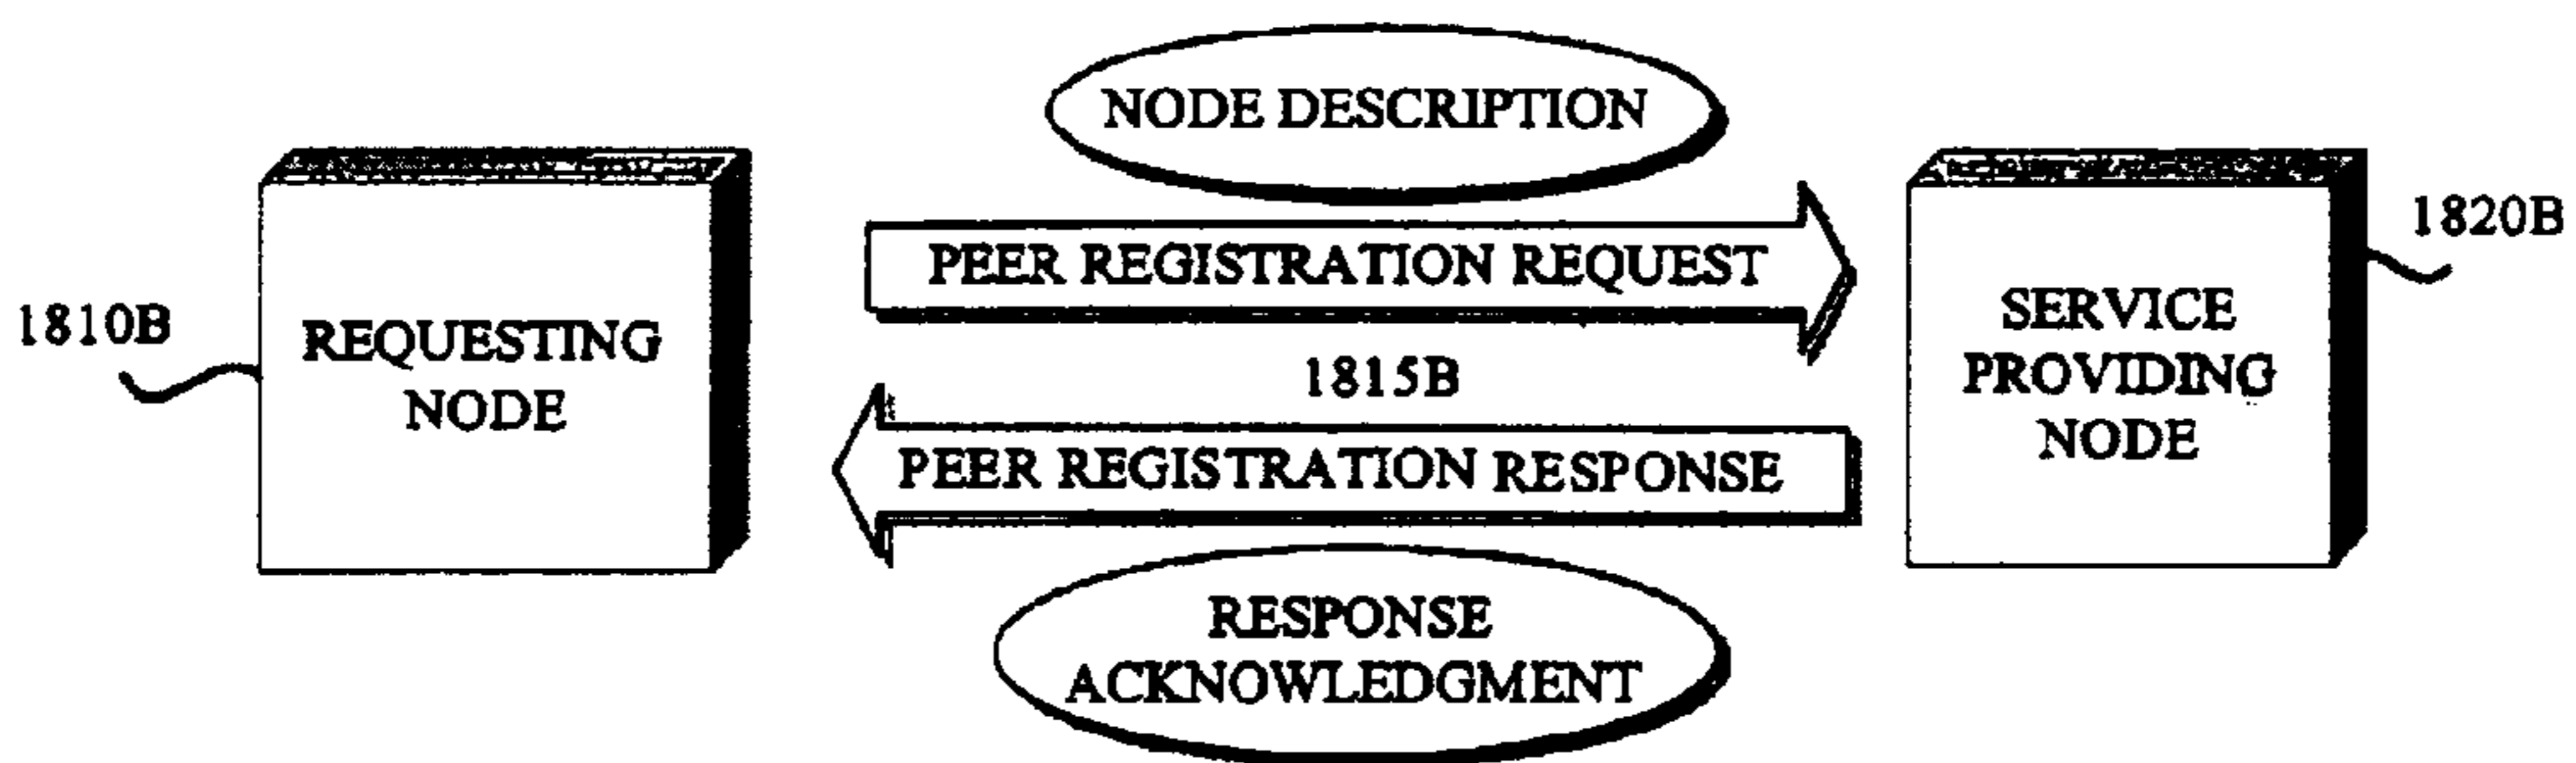 NODE DESCRIPTION
PEER REGISTRATION REQUEST
1820B
1810B
REQUESTING
NODE
SERVICE
PROVIDING
NODE
1815B
PEER REGISTRATION RESPONSE
RESPONSE
ACKNOWLEDGMENT